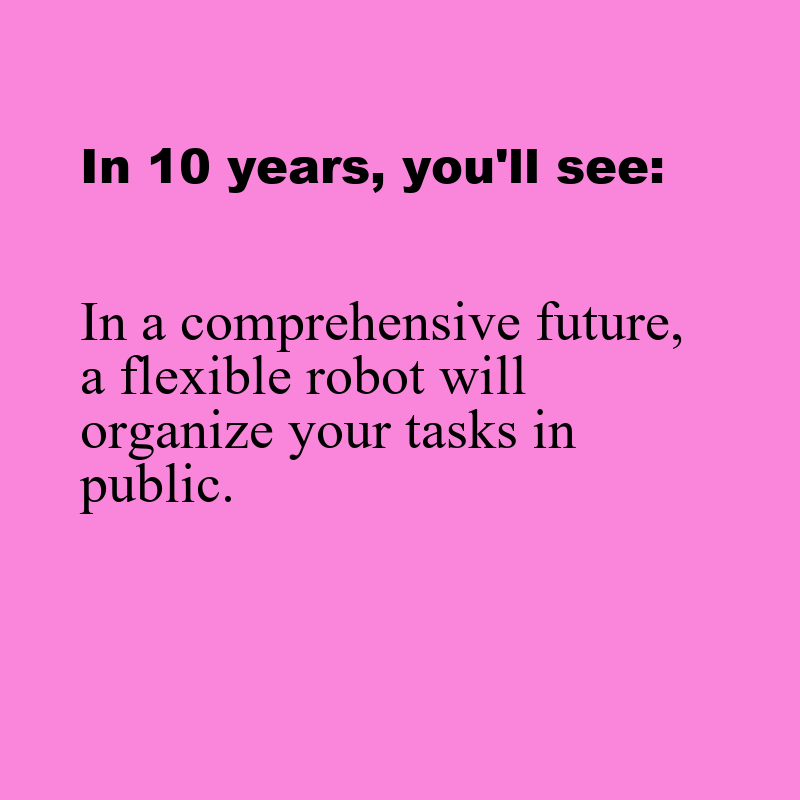 In 10 years, you'll see:
In a comprehensive future,
a flexible robot will
organize your tasks in
public.